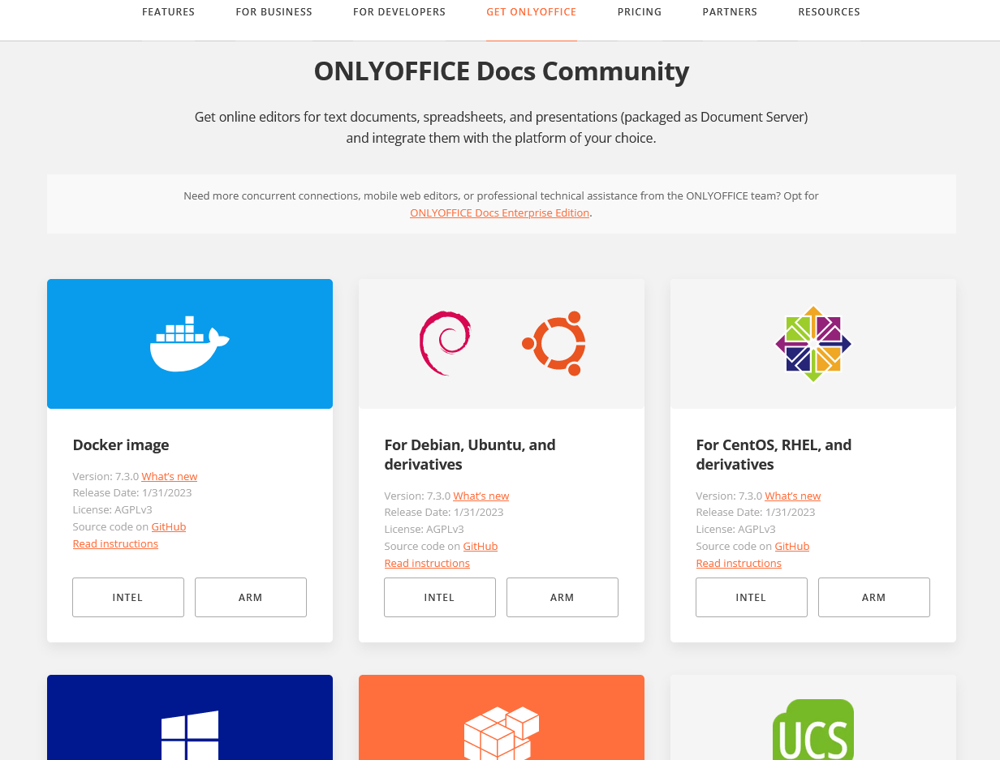 FEATURES FOR BUSINESS FOR DEVELOPERS GET ONLYOFFICE PRICING PARTNERS RESOURCES
ONLYOFFICE Docs Community
Get online editors for text documents, spreadsheets, and presentations (packaged as Document Server)
and integrate them with the platform of your choice.
Need more concurrent connections, mobile web editors, or professional technical assistance from the ONLYOFFICE team? Opt for
ONLYOFFICE Docs Enterprise Edition.
Docker image
Version: 7.3.0 What's new
Release Date: 1/31/2023
License: AGPLv3
Source code on GitHub
Read instructions
INTEL ARM
For Debian, Ubuntu, and
derivatives
Version: 7.3.0 What's new
Release Date: 1/31/2023
License: AGPLv3
Source code on GitHub
Read instructions
INTEL ARM
For CentOS, RHEL, and
derivatives
Version: 7.3.0 What's new
Release Date: 1/31/2023
License: AGPLv3
Source code on GitHub
Read instructions
INTEL ARM
UCS